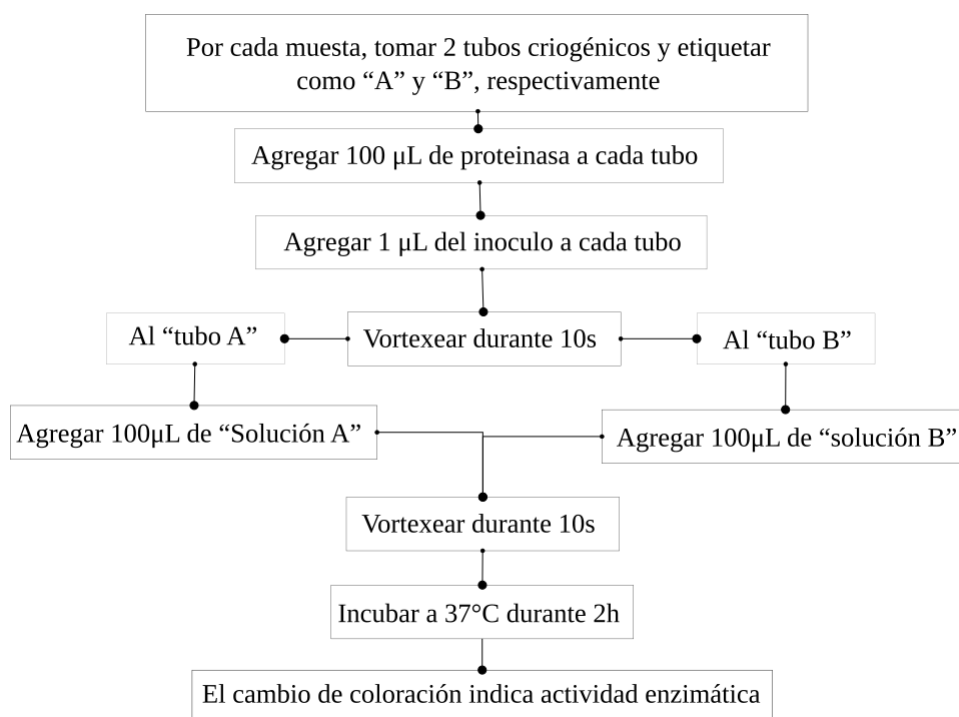 Por cada muesta, tomar 2 tubos criogénicos y etiquetar
como “A” y “B”, respectivamente
Agregar 100 μL de proteinasa a cada tubo
Agregar 1 μL del inoculo a cada tubo
Al “tubo A”
Vortexear durante 10s
Al “tubo B”
Agregar 100μL de “Solución A”
Agregar 100μL de “solución B”
Vortexear durante 10s
Incubar a 37°C durante 2h
El cambio de coloración indica actividad enzimática